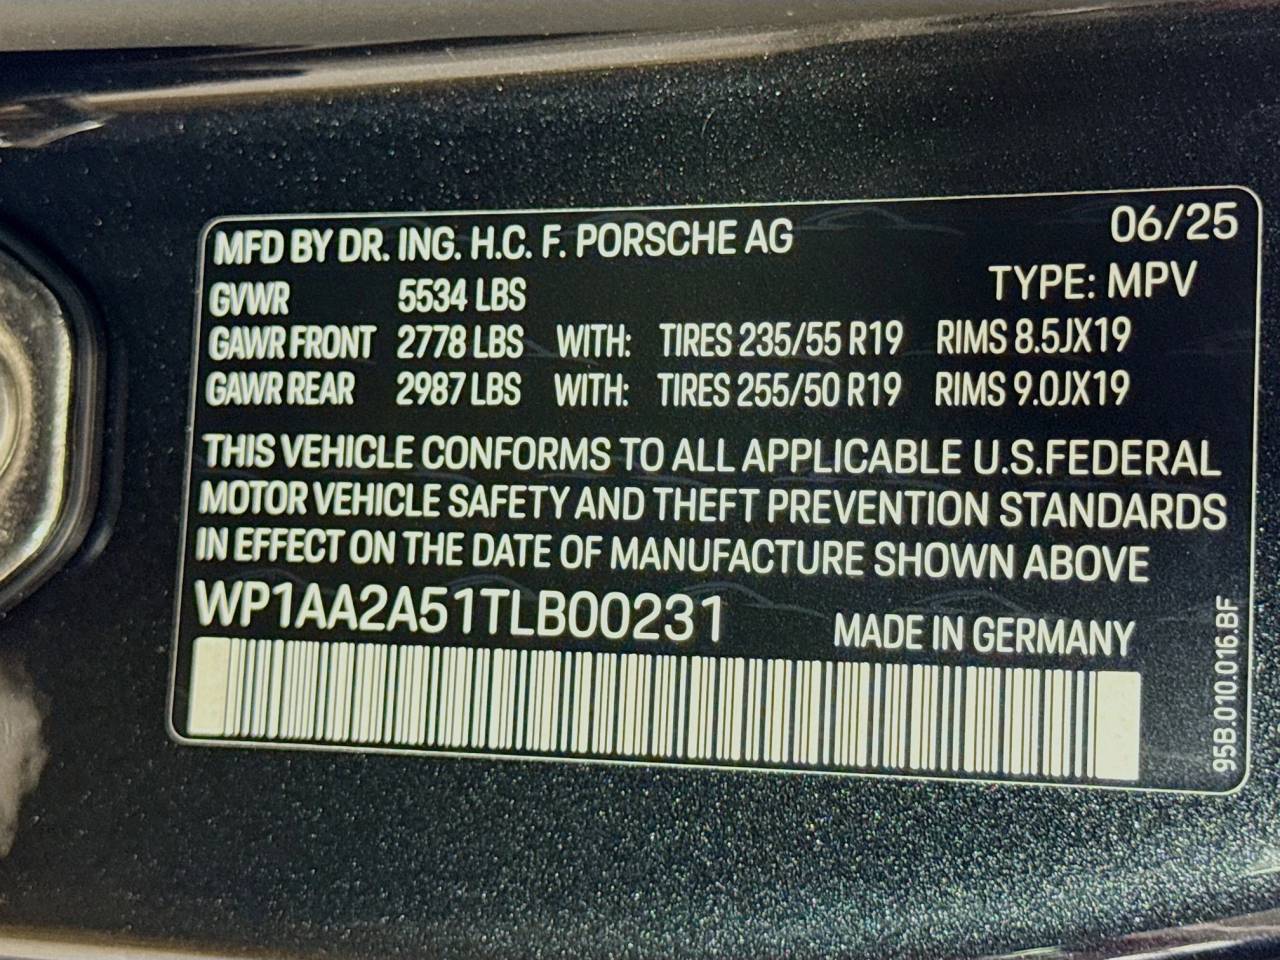 MFD BY DR. ING. H.C. F. PORSCHE AG 06/25
GVWR 5534 LBS TYPE: MPV
GAWR FRONT 2778 LBS WITH: TIRES 235/55 R19 RIMS 8.5JX19
GAWR REAR 2987 LBS WITH: TIRES 255/50 R19 RIMS 9.0JX19
THIS VEHICLE CONFORMS TO ALL APPLICABLE U.S.FEDERAL
MOTOR VEHICLE SAFETY AND THEFT PREVENTION STANDARDS
IN EFFECT ON THE DATE OF MANUFACTURE SHOWN ABOVE
WP1AA2A51TLB00231 MADE IN GERMANY
95B.010.016.BF